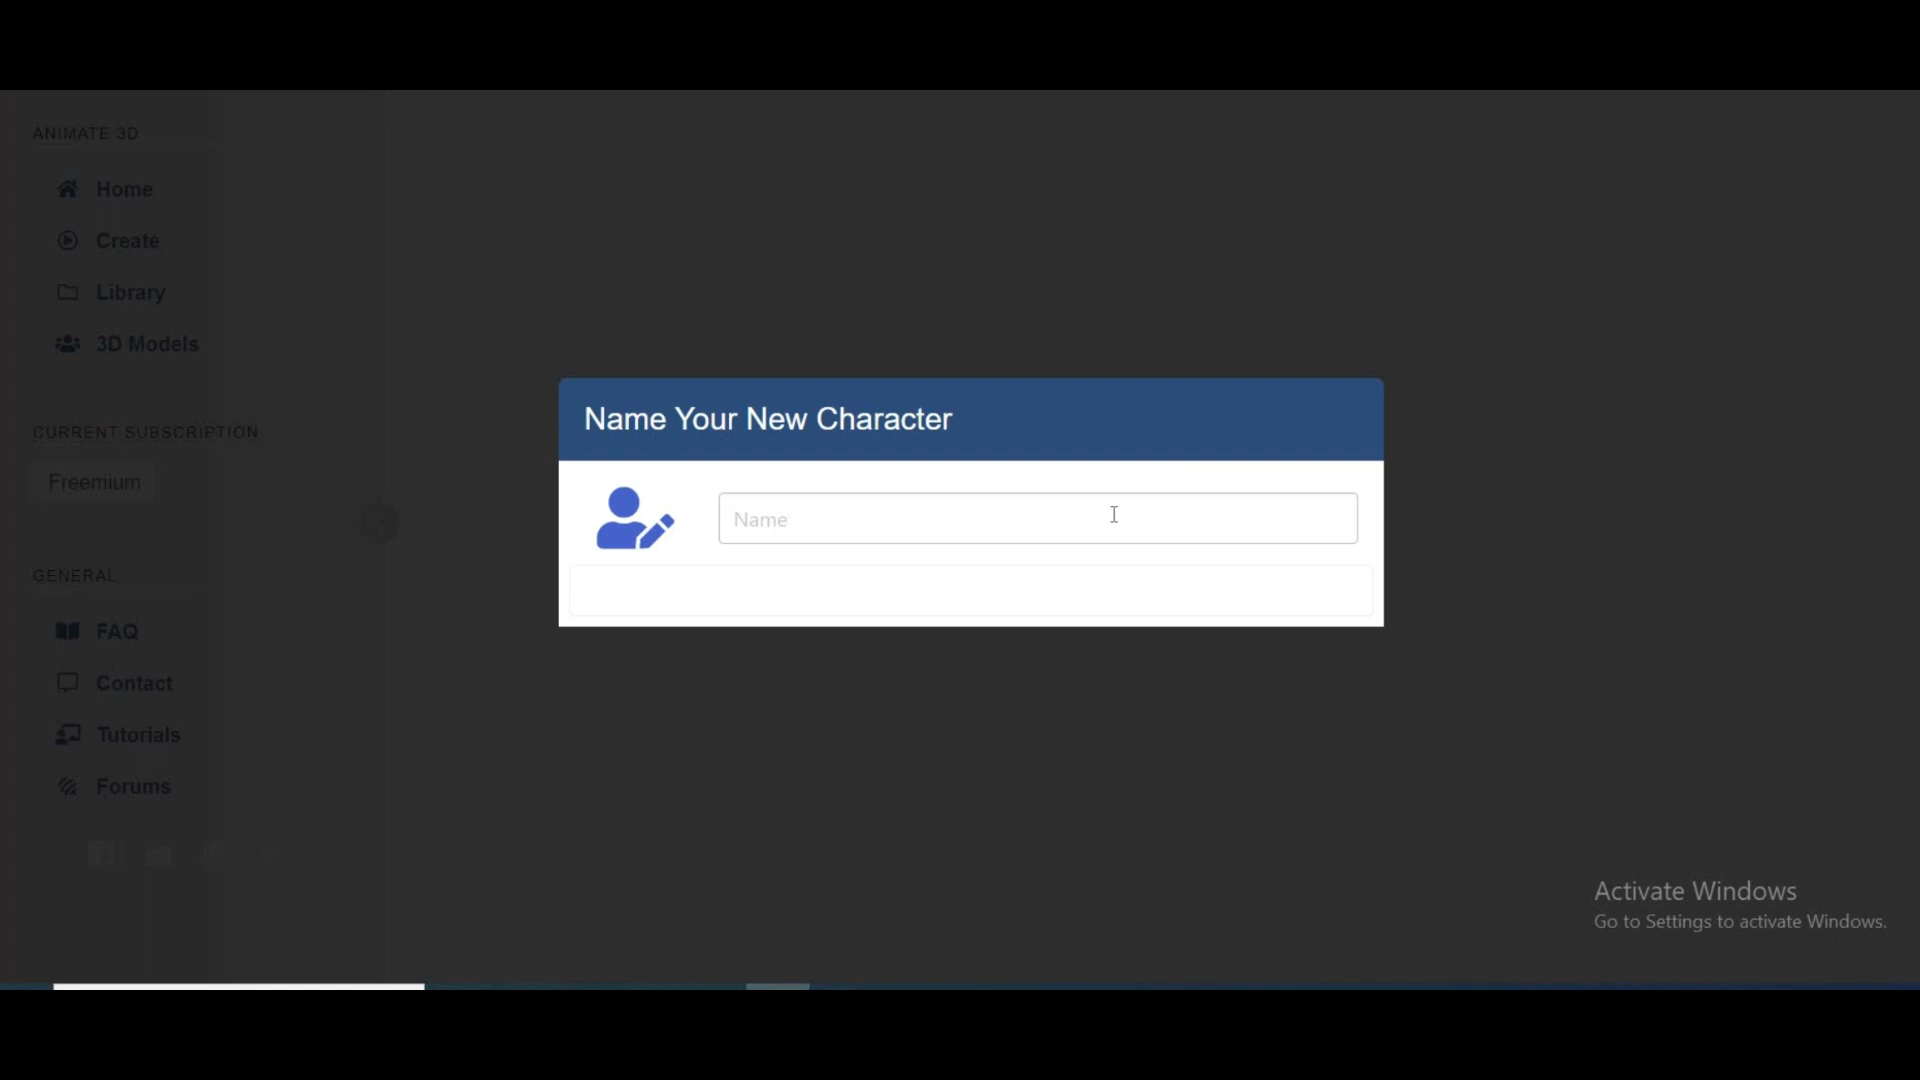 ANIMATE 3D
Home
Create
Library
3D Models
CURRENT SUBSCRIPTION
Freemium
GENERAL
FAQ
Contact
Tutorials
Forums
Name Your New Character
Name
Activate Windows
Go to Settings to activate Windows.